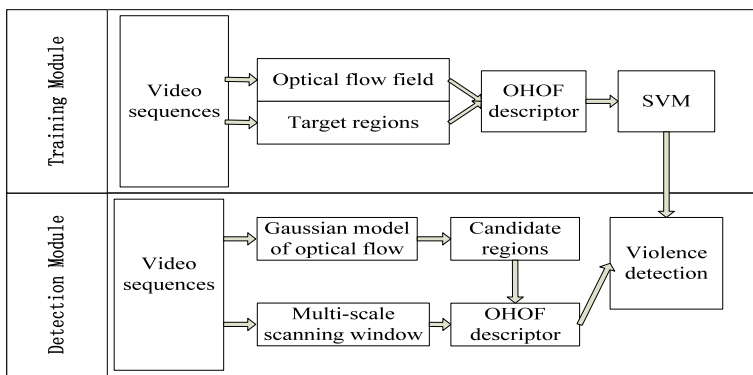 Training Module
Video
sequences
Optical flow field
Target regions
OHOF
descriptor
SVM
Detection Module
Video
sequences
Gaussian model
of optical flow
Candidate
regions
Multi-scale
scanning window
OHOF
descriptor
Violence
detection